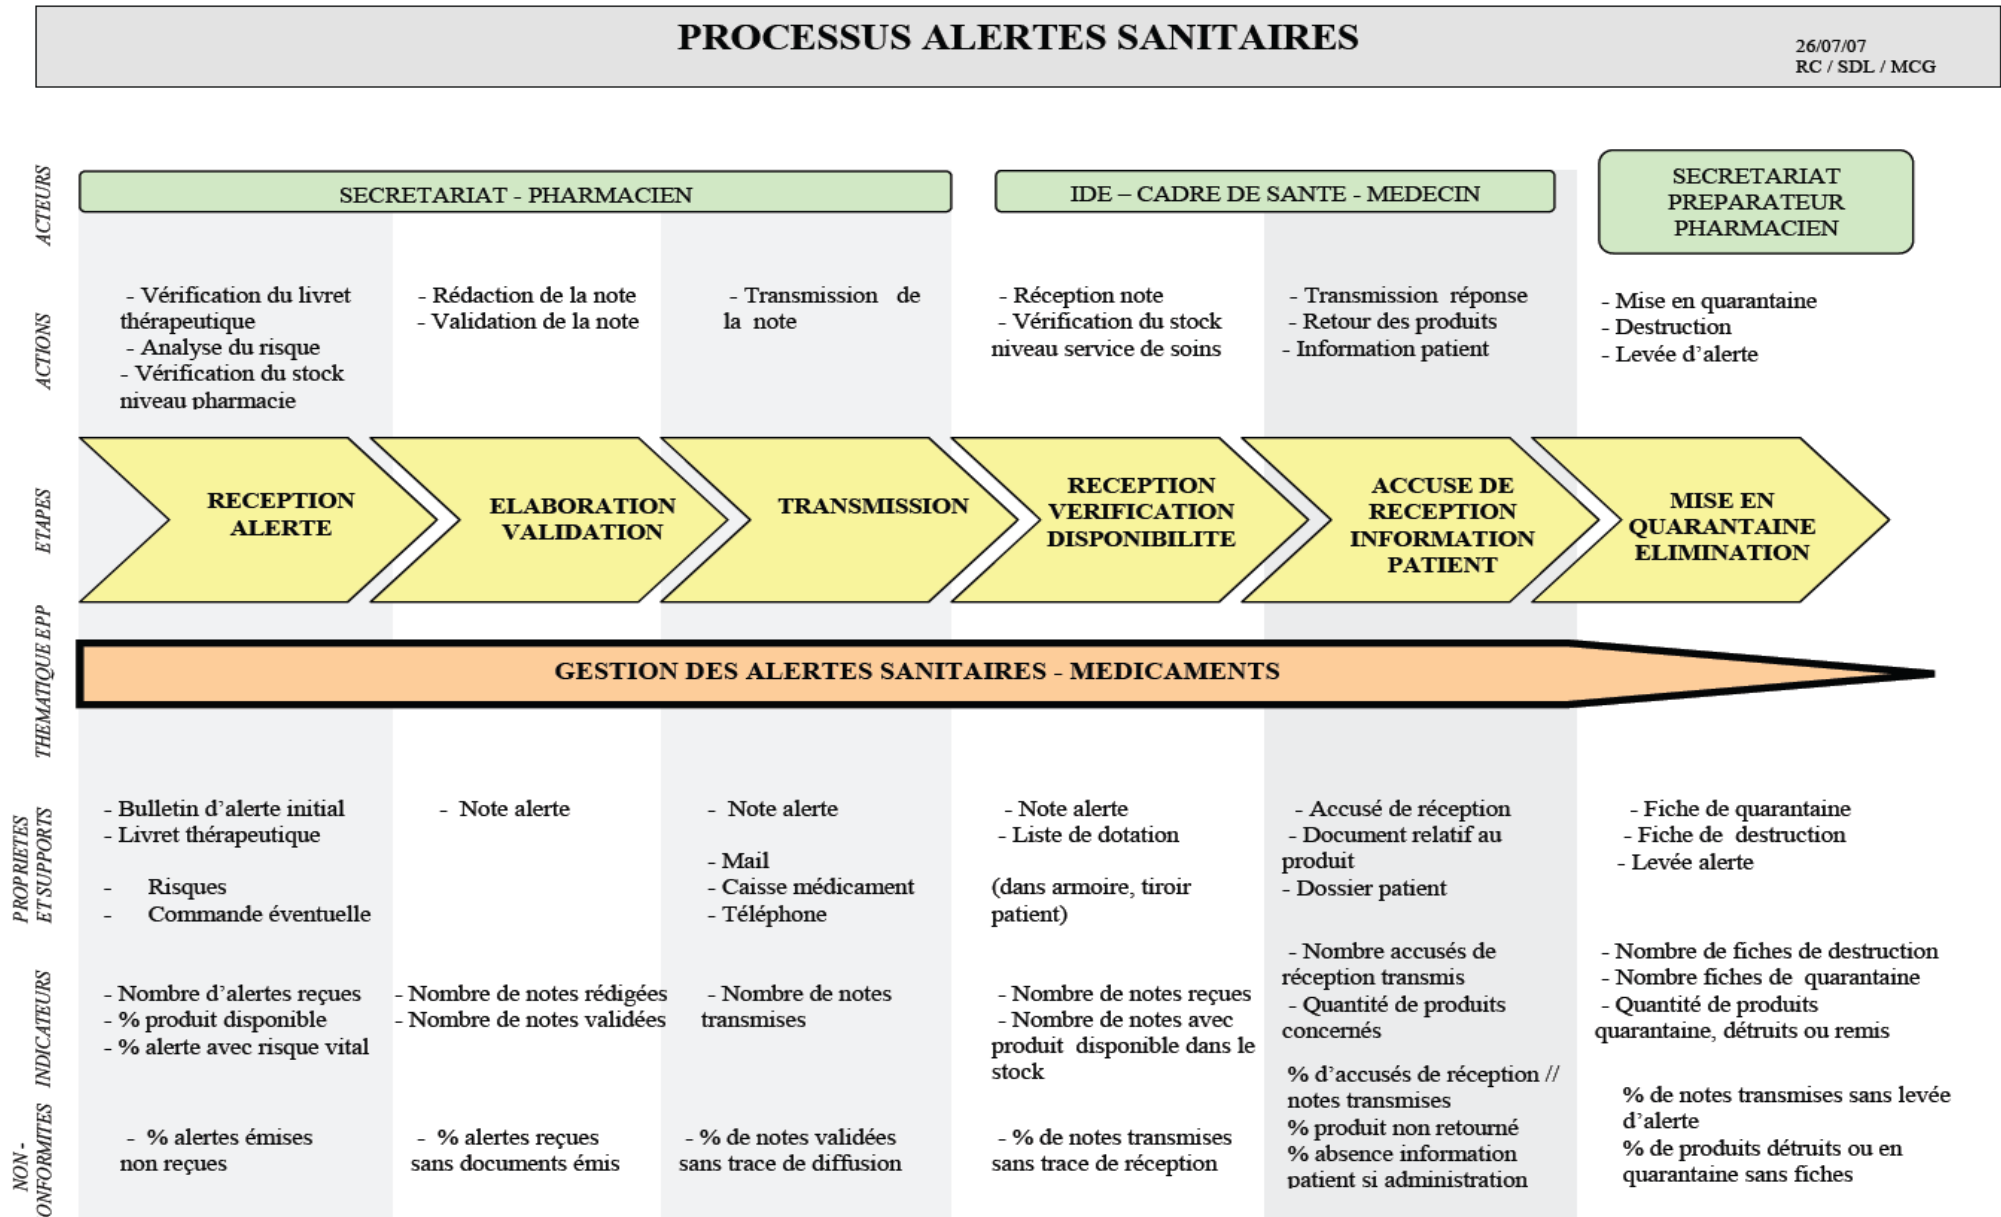 PROCESSUS ALERTES SANITAIRES
26/07/07
RC / SDL / MCG
ACTEURS
SECRETARIAT - PHARMACIEN
IDE – CADRE DE SANTE - MEDECIN
SECRETARIAT
PREPARATEUR
PHARMACIEN
ACTIONS
- Vérification du livret
thérapeutique
- Analyse du risque
- Vérification du stock
niveau pharmacie
- Rédaction de la note
- Validation de la note
- Transmission de
la note
- Réception note
- Vérification du stock
niveau service de soins
- Transmission réponse
- Retour des produits
- Information patient
- Mise en quarantaine
- Destruction
- Levée d’alerte
ETAPES
RECEPTION
ALERTE
ELABORATION
VALIDATION
TRANSMISSION
RECEPTION
VERIFICATION
DISPONIBILITE
ACCUSE DE
RECEPTION
INFORMATION
PATIENT
MISE EN
QUARANTAINE
ELIMINATION
THEMATIQUE EPP
GESTION DES ALERTES SANITAIRES - MEDICAMENTS
PROPRIETES
ET SUPPORTS
- Bulletin d’alerte initial
- Livret thérapeutique
- Risques
- Commande éventuelle
- Note alerte
- Note alerte
- Mail
- Caisse médicament
- Téléphone
- Note alerte
- Liste de dotation
(dans armoire, tiroir
patient)
- Accusé de réception
- Document relatif au
produit
- Dossier patient
- Fiche de quarantaine
- Fiche de destruction
- Levée alerte
INDICATEURS
- Nombre d’alertes reçues
- % produit disponible
- % alerte avec risque vital
- Nombre de notes rédigées
- Nombre de notes validées
- Nombre de notes
transmises
- Nombre de notes reçues
- Nombre de notes avec
produit disponible dans le
stock
- Nombre accusés de
réception transmis
- Quantité de produits
concernés
- Nombre de fiches de destruction
- Nombre fiches de quarantaine
- Quantité de produits
quarantaine, détruits ou remis
NON -
ONFORMITES
- % alertes émises
non reçues
- % alertes reçues
sans documents émis
- % de notes validées
sans trace de diffusion
- % de notes transmises
sans trace de réception
% d’accusés de réception //
notes transmises
% produit non retourné
% absence information
patient si administration
% de notes transmises sans levée
d’alerte
% de produits détruits ou en
quarantaine sans fiches